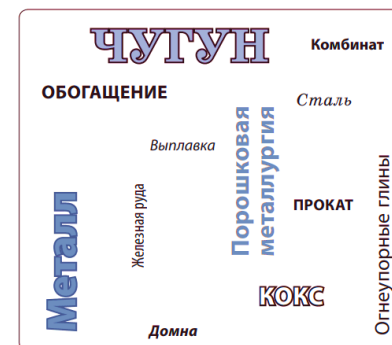 ЧУГУН
Комбинат
ОБОГАЩЕНИЕ
Сталь
Выплавка
Порошковая
металлургия
Железная руда
ПРОКАТ
Огнеупорные глины
Металл
КОКС
Домна